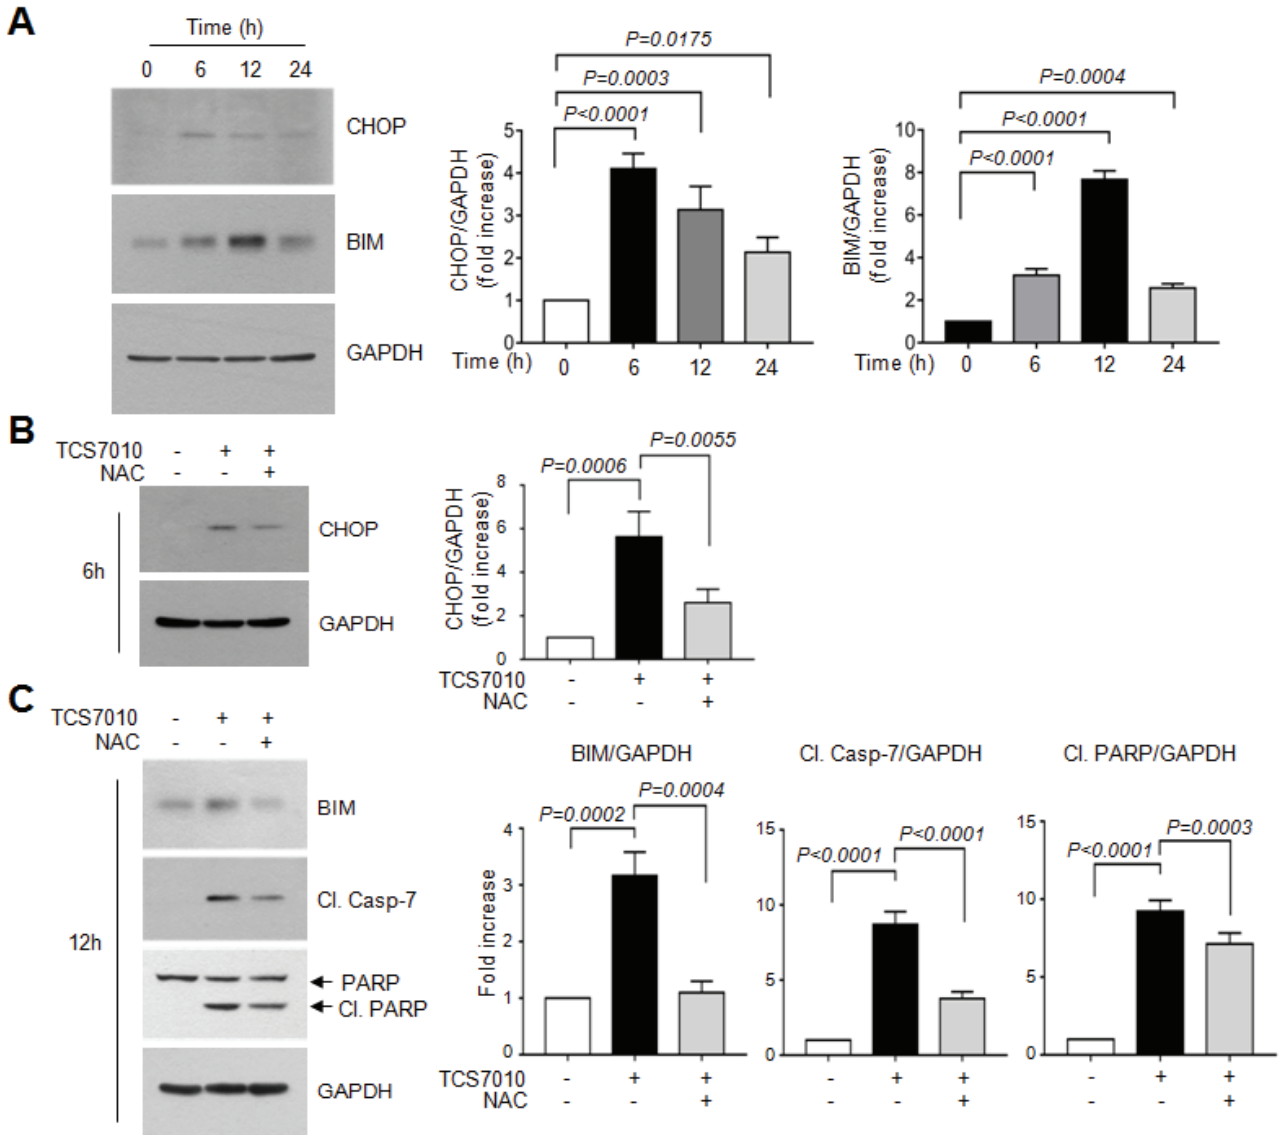 A
Time (h)
0 6 12 24
CHOP
BIM
GAPDH
P=0.0175
P=0.0003
P<0.0001
CHOP/GAPDH
(fold increase)
5
4
3
2
1
0
Time (h) 0 6 12 24
P=0.0004
P<0.0001
P<0.0001
BIM/GAPDH
(fold increase)
10
8
6
4
2
0
Time (h) 0 6 12 24
B
TCS7010 - + +
NAC - - +
6h
CHOP
GAPDH
P=0.0055
P=0.0006
CHOP/GAPDH
(fold increase)
8
6
4
2
0
TCS7010 - + +
NAC - - +
C
TCS7010 - + +
NAC - - +
12h
BIM
Cl. Casp-7
PARP
Cl. PARP
GAPDH
BIM/GAPDH
P=0.0004
P=0.0002
Fold increase
4
3
2
1
0
TCS7010 - + +
NAC - - +
Cl. Casp-7/GAPDH
P<0.0001
P<0.0001
15
10
5
0
- + +
- - +
Cl. PARP/GAPDH
P=0.0003
P<0.0001
15
10
5
0
- + +
- - +